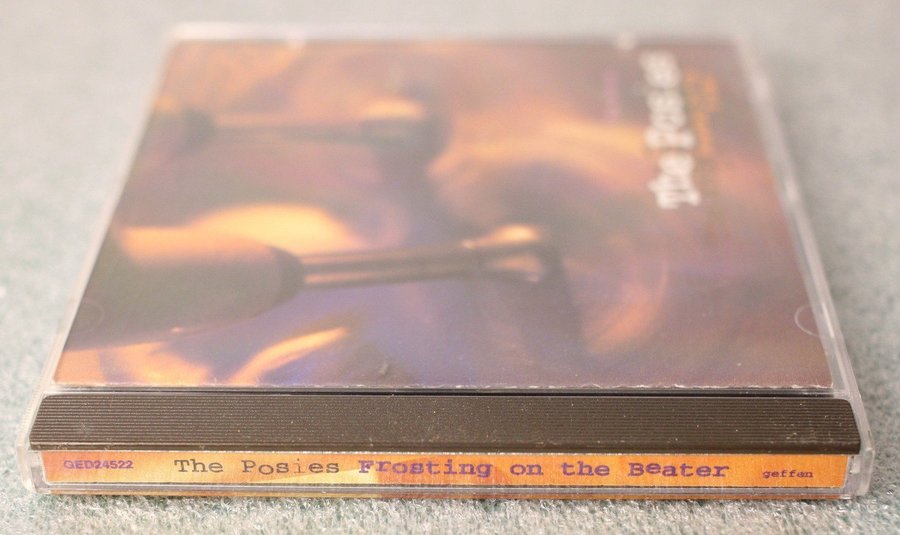 The Posies
GED24522 The Posies Frosting on the Beater geffen